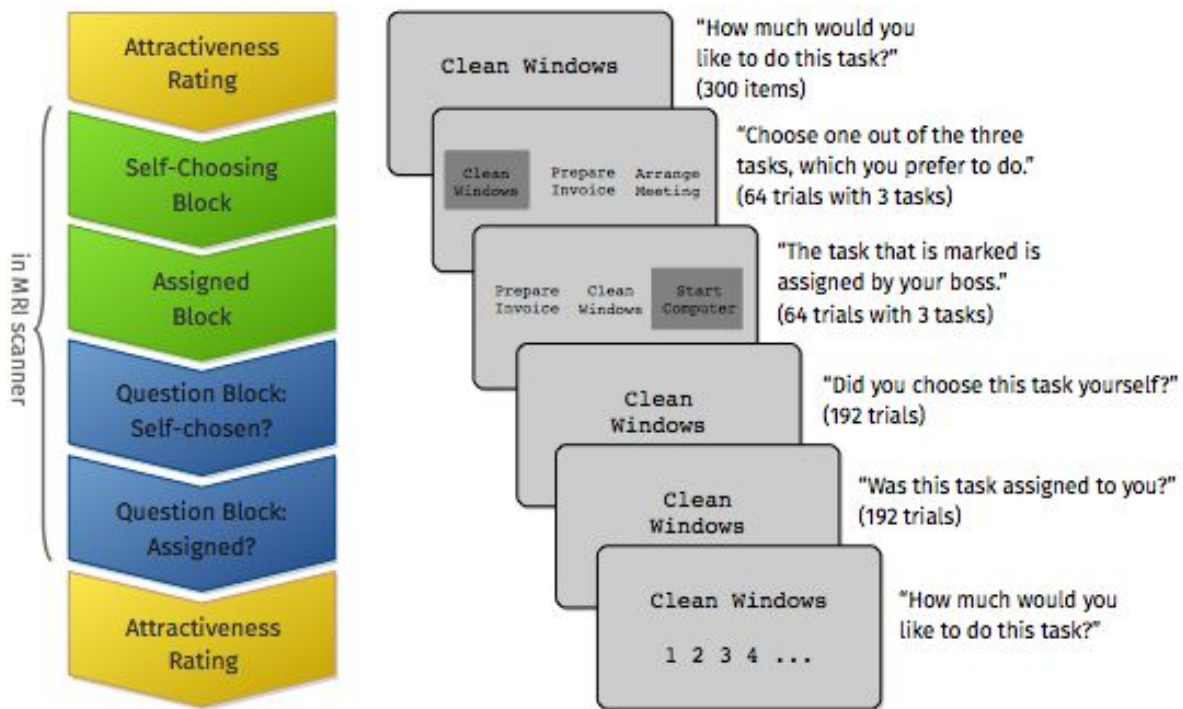 Attractiveness
Rating
Self-Choosing
Block
Assigned
Block
Question Block:
Self-chosen?
Question Block:
Assigned?
Attractiveness
Rating
in MRI scanner
Clean Windows
“How much would you
like to do this task?”
(300 items)
Clean
Windows
Prepare
Invoice
Arrange
Meeting
“Choose one out of the three
tasks, which you prefer to do.”
(64 trials with 3 tasks)
Prepare
Invoice
Clean
Windows
Start
Computer
“The task that is marked is
assigned by your boss.”
(64 trials with 3 tasks)
Clean
Windows
“Did you choose this task yourself?”
(192 trials)
Clean
Windows
“Was this task assigned to you?”
(192 trials)
Clean Windows
1 2 3 4 ...
“How much would you
like to do this task?”